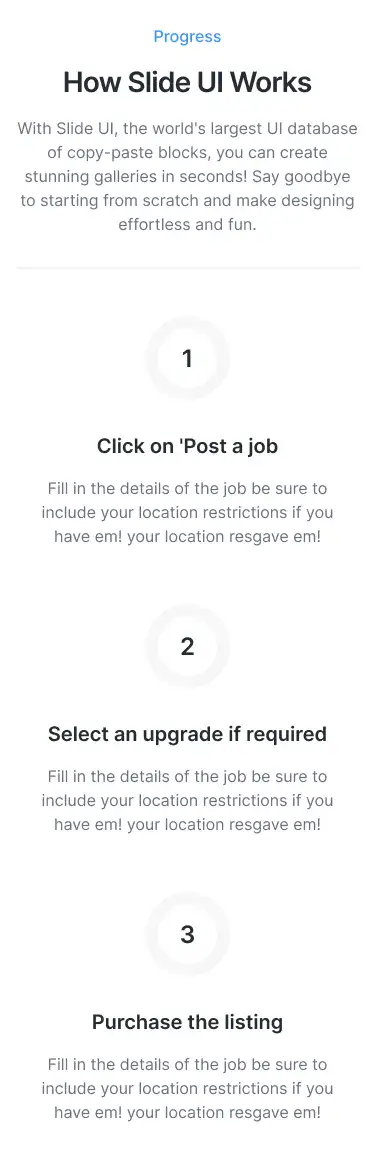 Progress
How Slide UI Works
With Slide UI, the world's largest UI database
of copy-paste blocks, you can create
stunning galleries in seconds! Say goodbye
to starting from scratch and make designing
effortless and fun.
1
Click on 'Post a job
Fill in the details of the job be sure to
include your location restrictions if you
have em! your location resgave em!
2
Select an upgrade if required
Fill in the details of the job be sure to
include your location restrictions if you
have em! your location resgave em!
3
Purchase the listing
Fill in the details of the job be sure to
include your location restrictions if you
have em! your location resgave em!